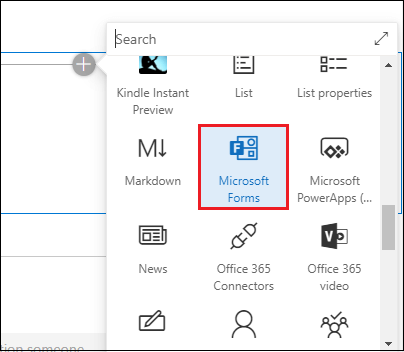 Search
Kindle Instant
Preview
List
List properties
M↓
Markdown
Microsoft
Forms
Microsoft
PowerApps (...
News
Office 365
Connectors
Office 365
video
tion someone